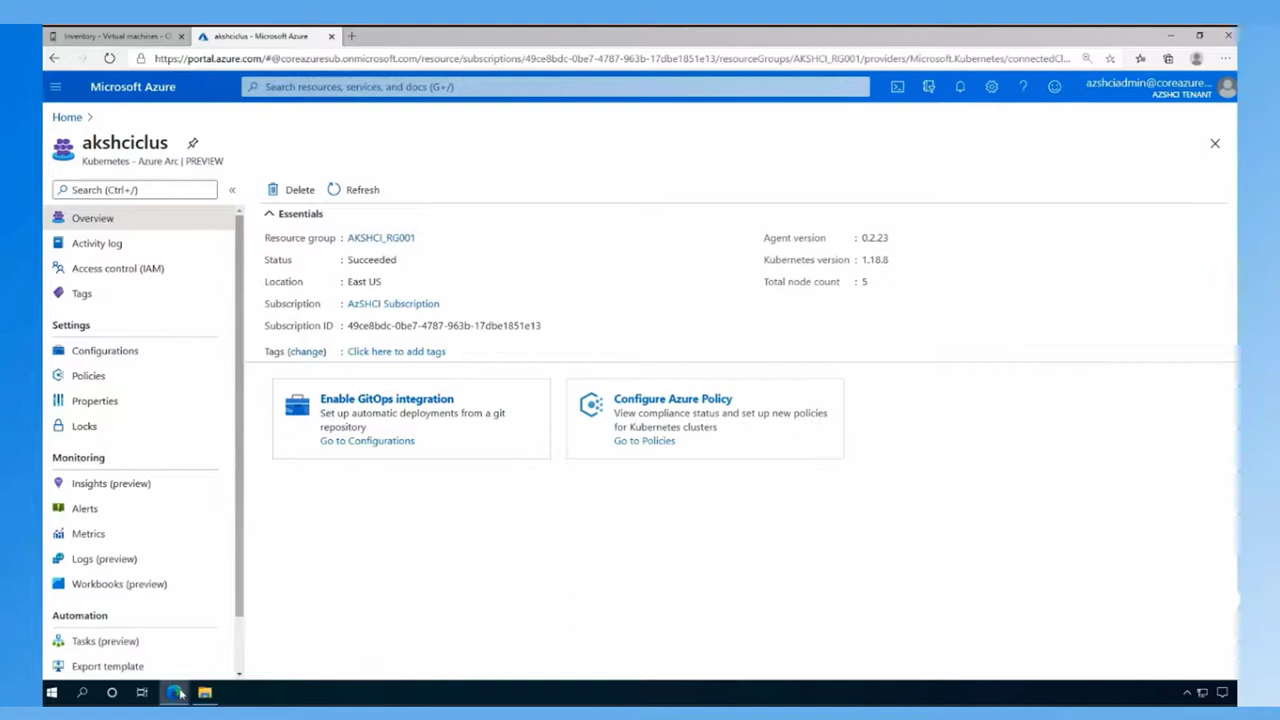 Inventory - Virtual machines - C
akshciclus - Microsoft Azure
https://portal.azure.com/#@coreazuresub.onmicrosoft.com/resource/subscriptions/49ce8bdc-0be7-4787-963b-17dbe1851e13/resourceGroups/AKSHCI_RG001/providers/Microsoft.Kubernetes/connectedCl...
Microsoft Azure
Search resources, services, and docs (G+/)
azshciadmin@coreazure...
AZSHCI TENANT
Home >
akshciclus
Kubernetes - Azure Arc | PREVIEW
Search (Ctrl+/)
«
Delete
Refresh
Overview
Activity log
Access control (IAM)
Tags
Settings
Configurations
Policies
Properties
Locks
Monitoring
Insights (preview)
Alerts
Metrics
Logs (preview)
Workbooks (preview)
Automation
Tasks (preview)
Export template
Essentials
Resource group : AKSHCI_RG001
Status : Succeeded
Location : East US
Subscription : AzSHCI Subscription
Subscription ID : 49ce8bdc-0be7-4787-963b-17dbe1851e13
Tags (change) : Click here to add tags
Agent version : 0.2.23
Kubernetes version : 1.18.8
Total node count : 5
Enable GitOps integration
Set up automatic deployments from a git
repository
Go to Configurations
Configure Azure Policy
View compliance status and set up new policies
for Kubernetes clusters
Go to Policies